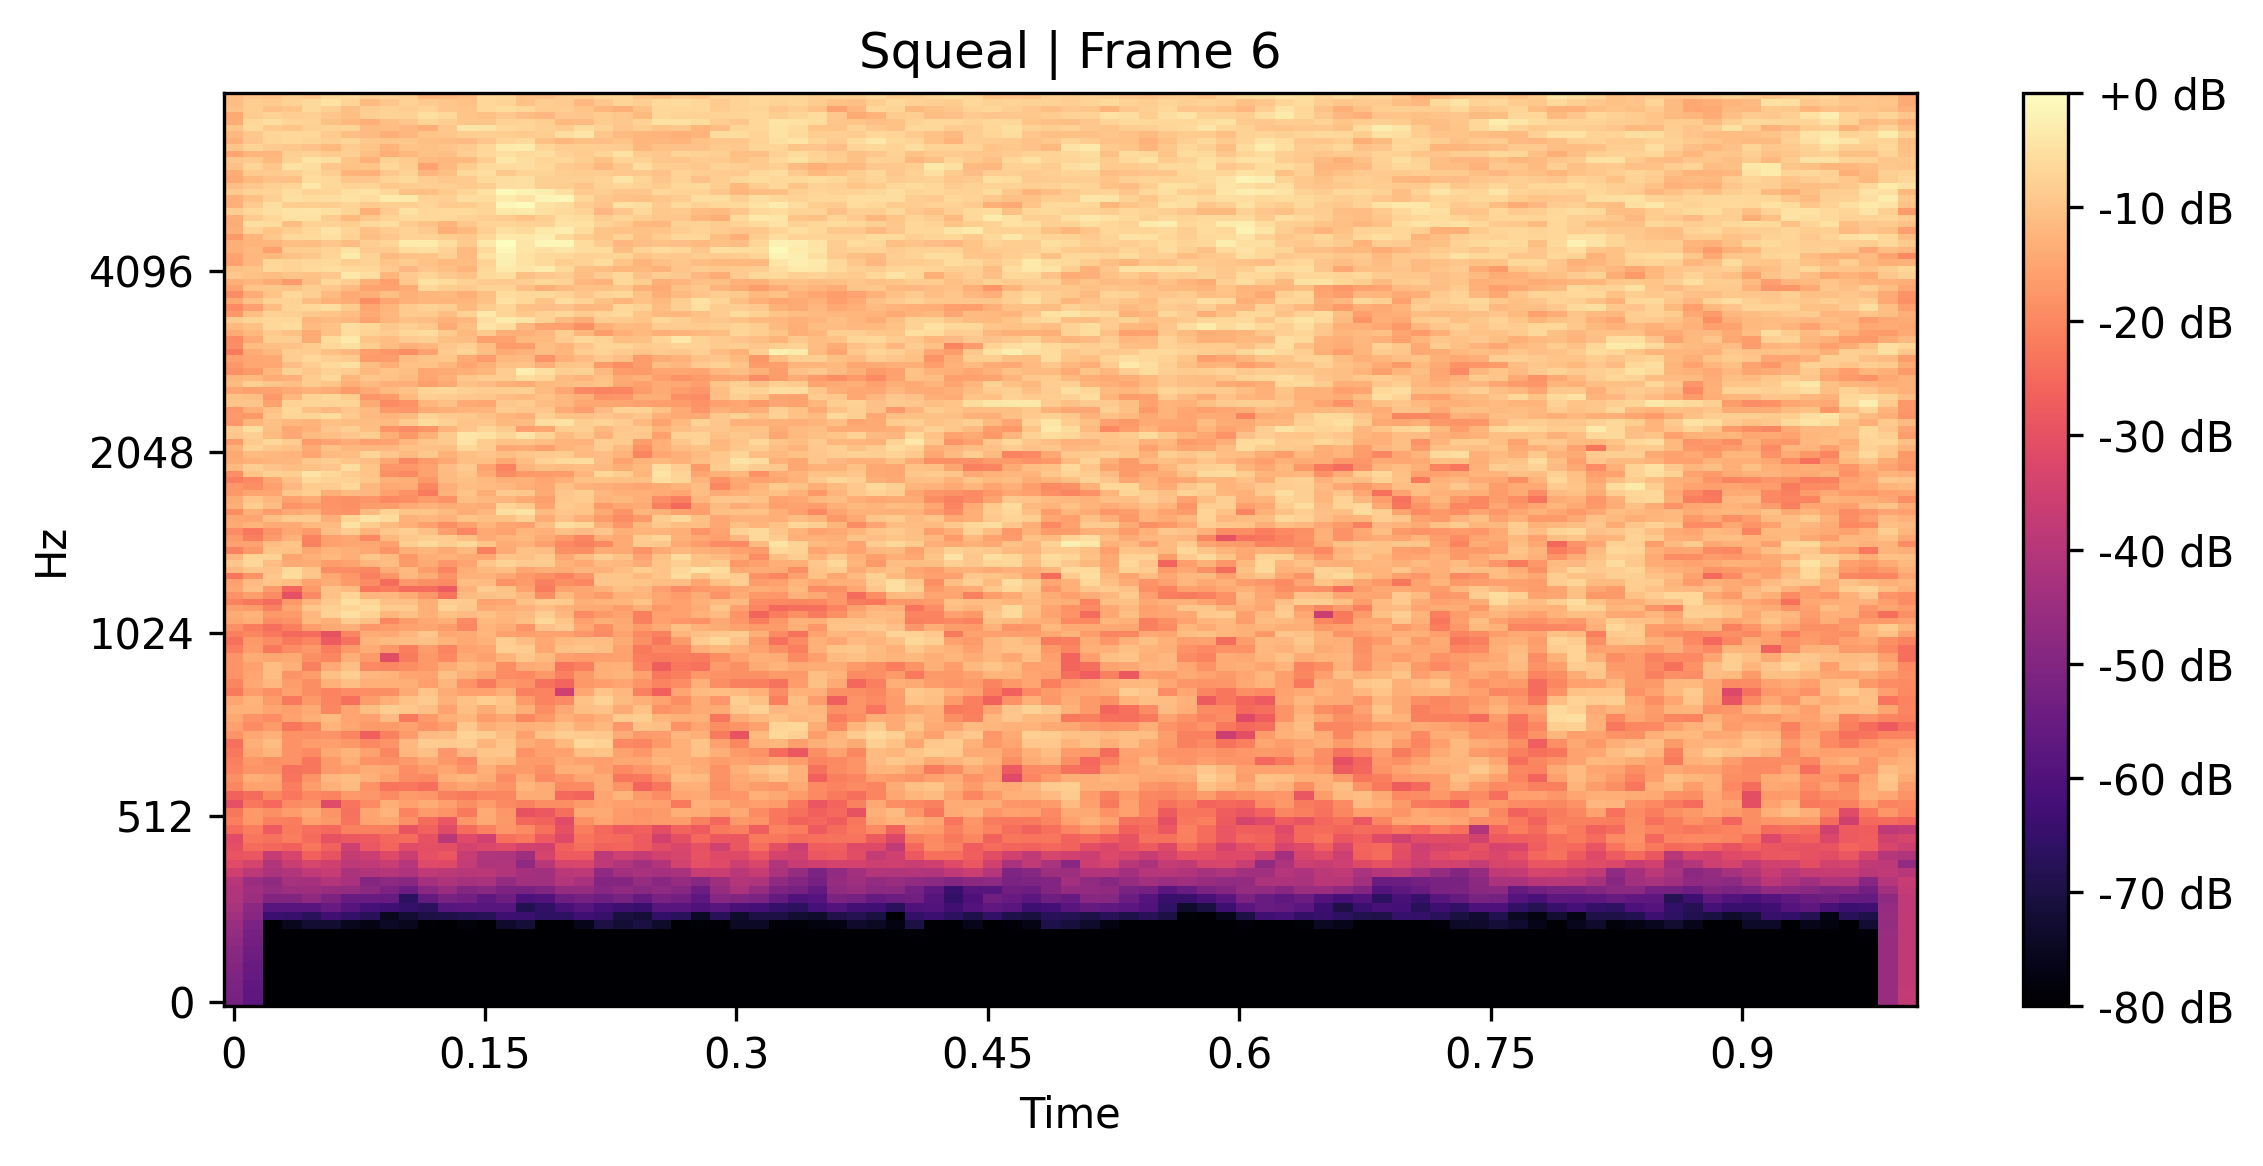 Squeal | Frame 6
+0 dB
-10 dB
-20 dB
-30 dB
-40 dB
-50 dB
-60 dB
-70 dB
-80 dB
Hz
4096
2048
1024
512
0
0 0.15 0.3 0.45 0.6 0.75 0.9
Time